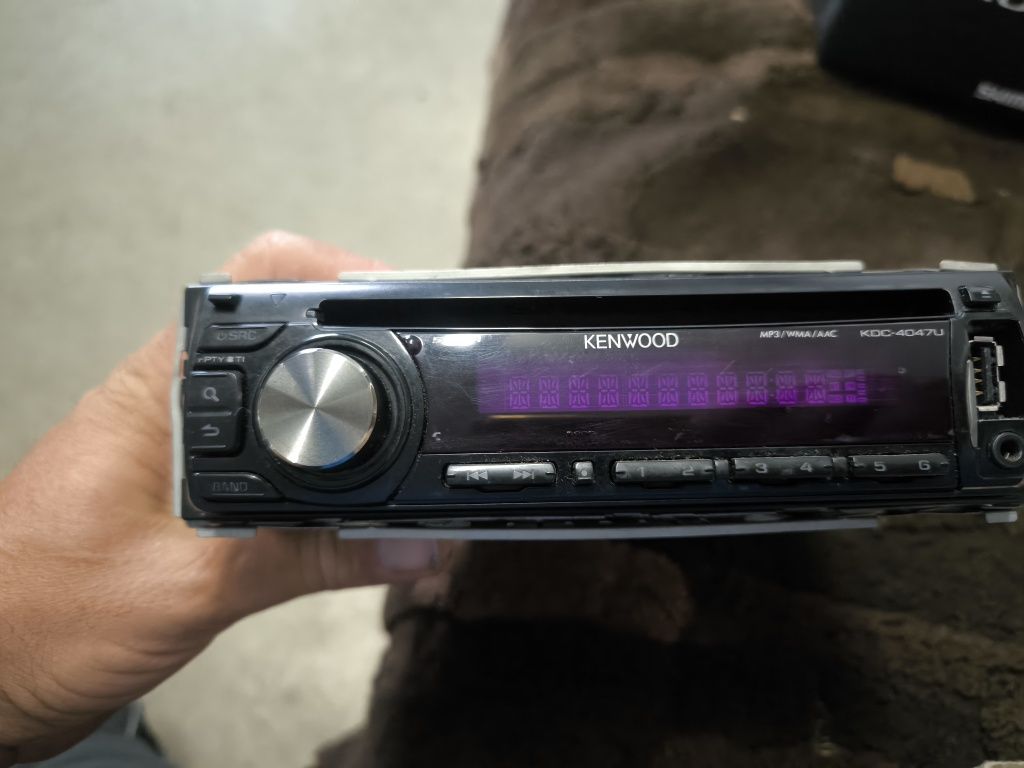 SRC
KENWOOD
MP3/WMA/AAC KDC-4047U
PTY TI
BAND
1 2 3 4 5 6